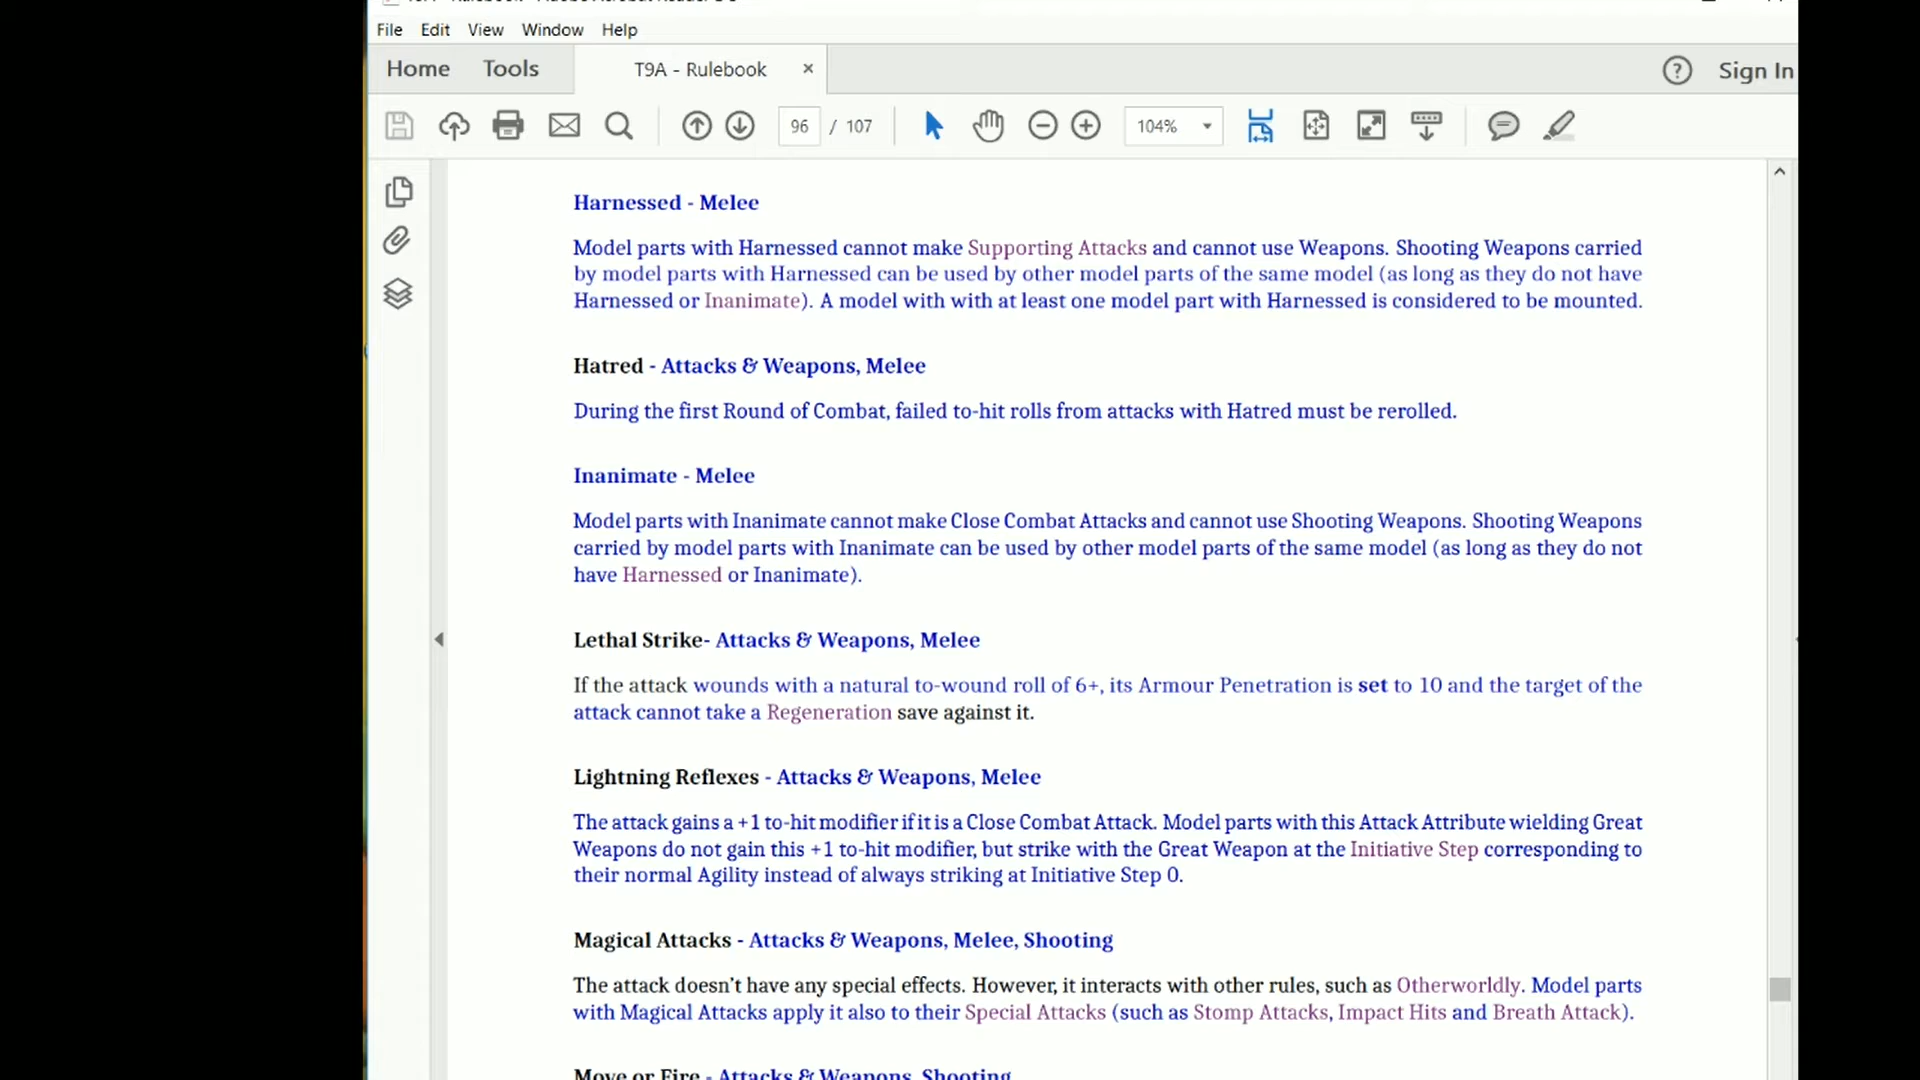 File Edit View Window Help
Home Tools T9A - Rulebook × ? Sign In
96 / 107 104%
Harnessed - Melee
Model parts with Harnessed cannot make Supporting Attacks and cannot use Weapons. Shooting Weapons carried
by model parts with Harnessed can be used by other model parts of the same model (as long as they do not have
Harnessed or Inanimate). A model with with at least one model part with Harnessed is considered to be mounted.
Hatred - Attacks & Weapons, Melee
During the first Round of Combat, failed to-hit rolls from attacks with Hatred must be rerolled.
Inanimate - Melee
Model parts with Inanimate cannot make Close Combat Attacks and cannot use Shooting Weapons. Shooting Weapons
carried by model parts with Inanimate can be used by other model parts of the same model (as long as they do not
have Harnessed or Inanimate).
Lethal Strike- Attacks & Weapons, Melee
If the attack wounds with a natural to-wound roll of 6+, its Armour Penetration is set to 10 and the target of the
attack cannot take a Regeneration save against it.
Lightning Reflexes - Attacks & Weapons, Melee
The attack gains a +1 to-hit modifier if it is a Close Combat Attack. Model parts with this Attack Attribute wielding Great
Weapons do not gain this +1 to-hit modifier, but strike with the Great Weapon at the Initiative Step corresponding to
their normal Agility instead of always striking at Initiative Step 0.
Magical Attacks - Attacks & Weapons, Melee, Shooting
The attack doesn't have any special effects. However, it interacts with other rules, such as Otherworldly. Model parts
with Magical Attacks apply it also to their Special Attacks (such as Stomp Attacks, Impact Hits and Breath Attack).
Move or Fire - Attacks & Weapons, Shooting